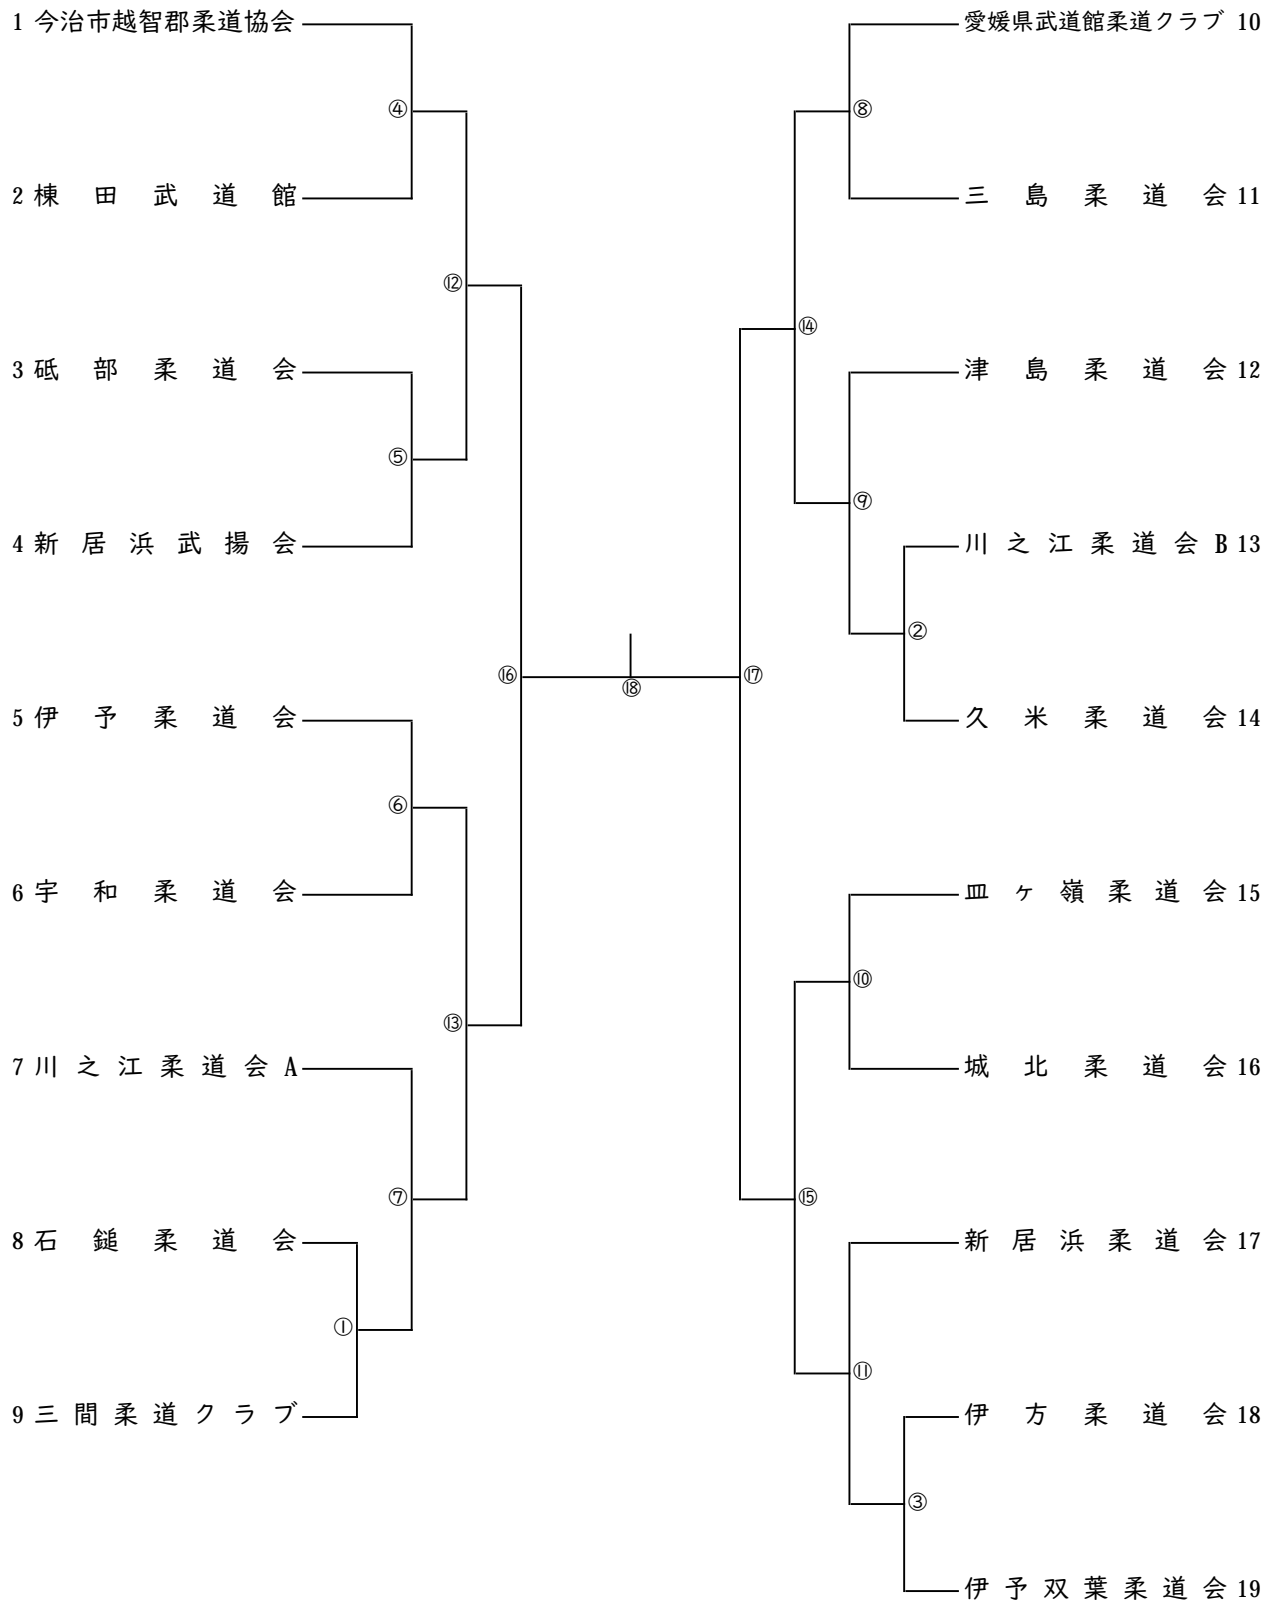 1 今治市越智郡柔道協会
④
2 棟田武道館
⑫
3 砥部柔道会
⑤
4 新居浜武揚会
⑯
5 伊予柔道会
⑥
6 宇和柔道会
⑬
7 川之江柔道会 A
⑦
8 石鎚柔道会
①
9 三間柔道クラブ
⑱
愛媛県武道館柔道クラブ 10
⑧
三島柔道会 11
⑭
津島柔道会 12
⑨
川之江柔道会 B 13
②
久米柔道会 14
⑰
皿ヶ嶺柔道会 15
⑩
城北柔道会 16
⑮
新居浜柔道会 17
⑪
伊方柔道会 18
③
伊予双葉柔道会 19